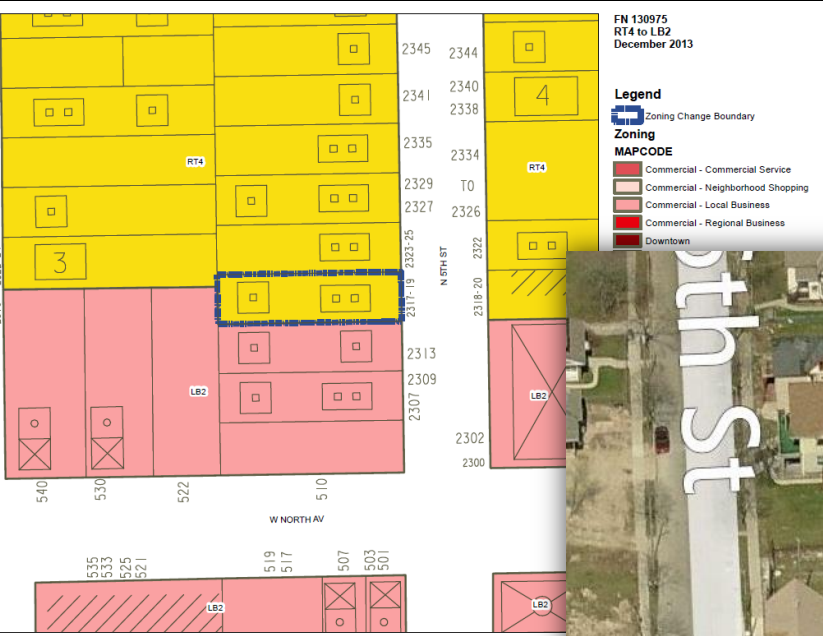 FN 130975
RT4 to LB2
December 2013
Legend
Zoning Change Boundary
Zoning
MAPCODE
Commercial - Commercial Service
Commercial - Neighborhood Shopping
Commercial - Local Business
Commercial - Regional Business
Downtown
2345
2341
2335
2329
2327
2323-25
2317-19
2313
2309
2307
N 5TH ST
2344
2340
2338
2334
TO
2326
2322
2318-20
2302
2300
4
3
RT4
RT4
LB2
LB2
540
530
522
510
W NORTH AV
535
533
525
521
519
517
507
503
501
LB2
LB2
5th St